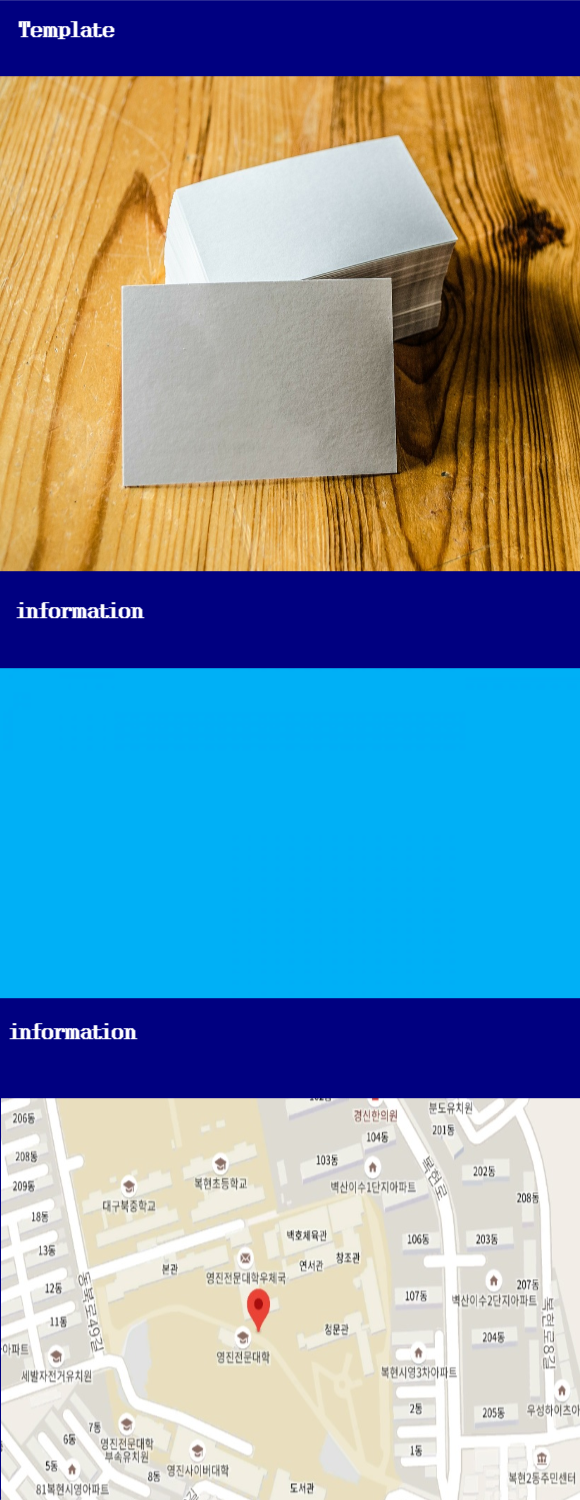 Template
information
information
206동
208동
209동
18동
13동
12동
11동
경신한의원
분도유치원
104동
201동
103동
202동
복현초등학교
벽산이수1단지아파트
208동
대구북중학교
복현로
백호체육관
106동
203동
본관
영진전문대학우체국
연서관
창조관
107동
벽산이수2단지아파트
207동
동북로49길
정문관
204동
복현로8길
아파트
영진전문대학
세발자전거유치원
복현시영3차아파트
2동
205동
우성하이츠아
7동
6동
영진전문대학
부속유치원
1동
5동
8동
영진사이버대학
복현2동주민센터
81복현시영아파트
도서관